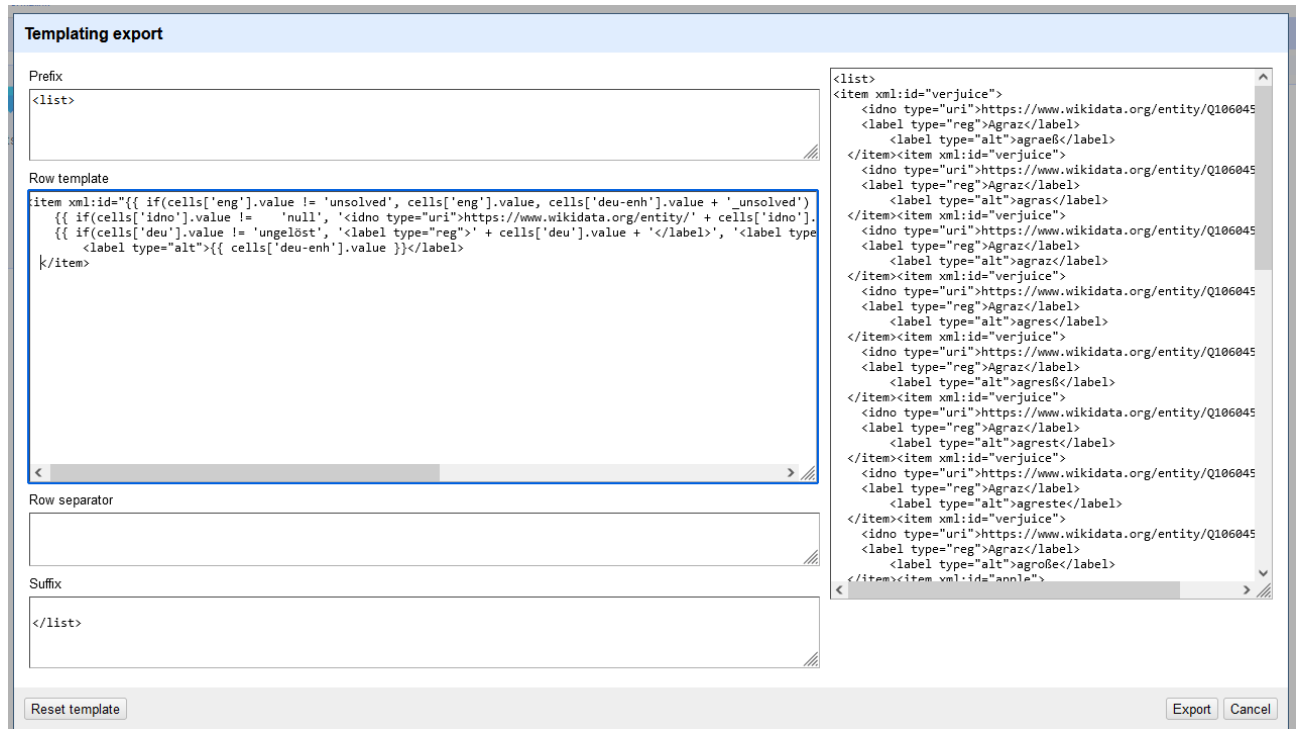 Templating export
Prefix
<list>
Row template
item xml:id="{{ if(cells['eng'].value != 'unsolved', cells['eng'].value, cells['deu-enh'].value + '_unsolved')
{{ if(cells['idno'].value !=    'null', '<idno type="uri">https://www.wikidata.org/entity/' + cells['idno'].
{{ if(cells['deu'].value != 'ungelöst', '<label type="reg">' + cells['deu'].value + '</label>', '<label type
<label type="alt">{{ cells['deu-enh'].value }}</label>
</item>
Row separator
Suffix
</list>
<list>
<item xml:id="verjuice">
<idno type="uri">https://www.wikidata.org/entity/Q106045
<label type="reg">Agraz</label>
<label type="alt">agraeß</label>
</item><item xml:id="verjuice">
<idno type="uri">https://www.wikidata.org/entity/Q106045
<label type="reg">Agraz</label>
<label type="alt">agras</label>
</item><item xml:id="verjuice">
<idno type="uri">https://www.wikidata.org/entity/Q106045
<label type="reg">Agraz</label>
<label type="alt">agraz</label>
</item><item xml:id="verjuice">
<idno type="uri">https://www.wikidata.org/entity/Q106045
<label type="reg">Agraz</label>
<label type="alt">agres</label>
</item><item xml:id="verjuice">
<idno type="uri">https://www.wikidata.org/entity/Q106045
<label type="reg">Agraz</label>
<label type="alt">agresß</label>
</item><item xml:id="verjuice">
<idno type="uri">https://www.wikidata.org/entity/Q106045
<label type="reg">Agraz</label>
<label type="alt">agrest</label>
</item><item xml:id="verjuice">
<idno type="uri">https://www.wikidata.org/entity/Q106045
<label type="reg">Agraz</label>
<label type="alt">agreste</label>
</item><item xml:id="verjuice">
<idno type="uri">https://www.wikidata.org/entity/Q106045
<label type="reg">Agraz</label>
<label type="alt">agroße</label>
</item><item xml:id="apple">
Reset template
Export
Cancel